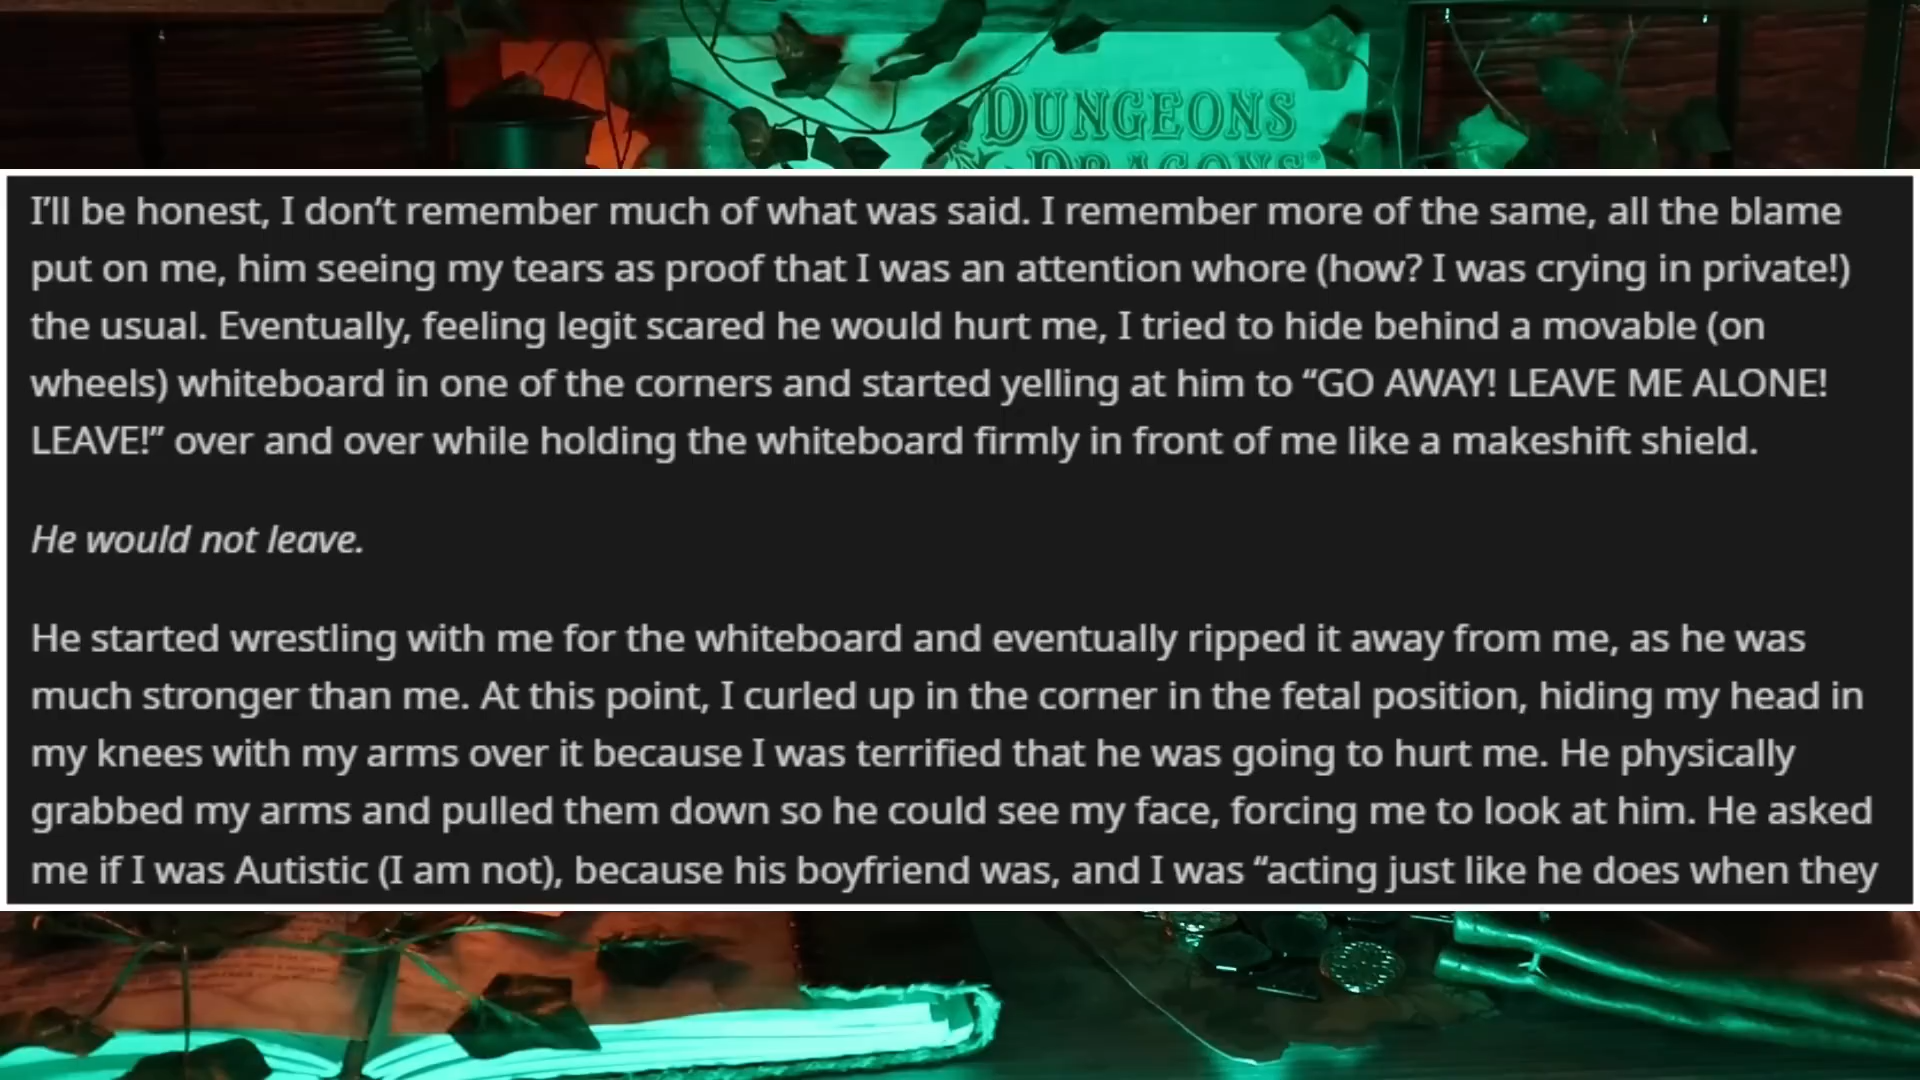 DUNGEONS
DRAGONS
I’ll be honest, I don’t remember much of what was said. I remember more of the same, all the blame
put on me, him seeing my tears as proof that I was an attention whore (how? I was crying in private!)
the usual. Eventually, feeling legit scared he would hurt me, I tried to hide behind a movable (on
wheels) whiteboard in one of the corners and started yelling at him to “GO AWAY! LEAVE ME ALONE!
LEAVE!” over and over while holding the whiteboard firmly in front of me like a makeshift shield.
He would not leave.
He started wrestling with me for the whiteboard and eventually ripped it away from me, as he was
much stronger than me. At this point, I curled up in the corner in the fetal position, hiding my head in
my knees with my arms over it because I was terrified that he was going to hurt me. He physically
grabbed my arms and pulled them down so he could see my face, forcing me to look at him. He asked
me if I was Autistic (I am not), because his boyfriend was, and I was “acting just like he does when they